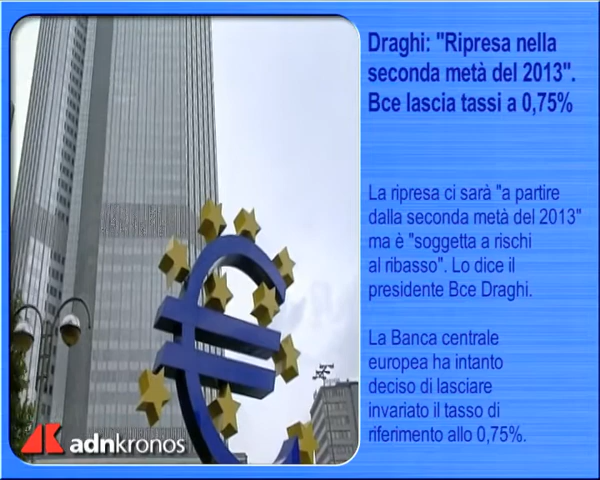 Draghi: "Ripresa nella
seconda metà del 2013".
Bce lascia tassi a 0,75%
La ripresa ci sarà "a partire
dalla seconda metà del 2013"
ma è "soggetta a rischi
al ribasso". Lo dice il
presidente Bce Draghi.
La Banca centrale
europea ha intanto
deciso di lasciare
invariato il tasso di
riferimento allo 0,75%.
adnkronos